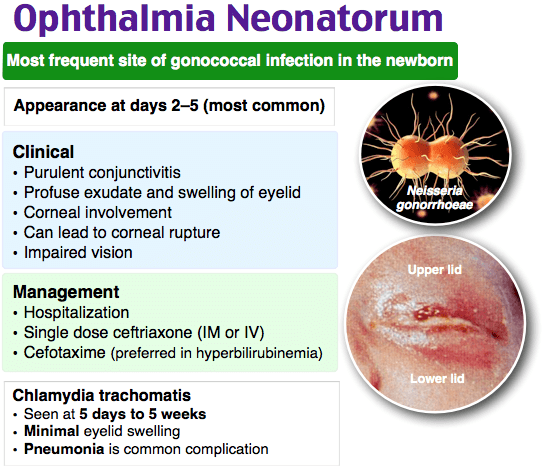 Ophthalmia Neonatorum
Most frequent site of gonococcal infection in the newborn
Appearance at days 2–5 (most common)
Clinical
• Purulent conjunctivitis
• Profuse exudate and swelling of eyelid
• Corneal involvement
• Can lead to corneal rupture
• Impaired vision
Neisseria
gonorrhoeae
Management
• Hospitalization
• Single dose ceftriaxone (IM or IV)
• Cefotaxime (preferred in hyperbilirubinemia)
Upper lid
Lower lid
Chlamydia trachomatis
• Seen at 5 days to 5 weeks
• Minimal eyelid swelling
• Pneumonia is common complication